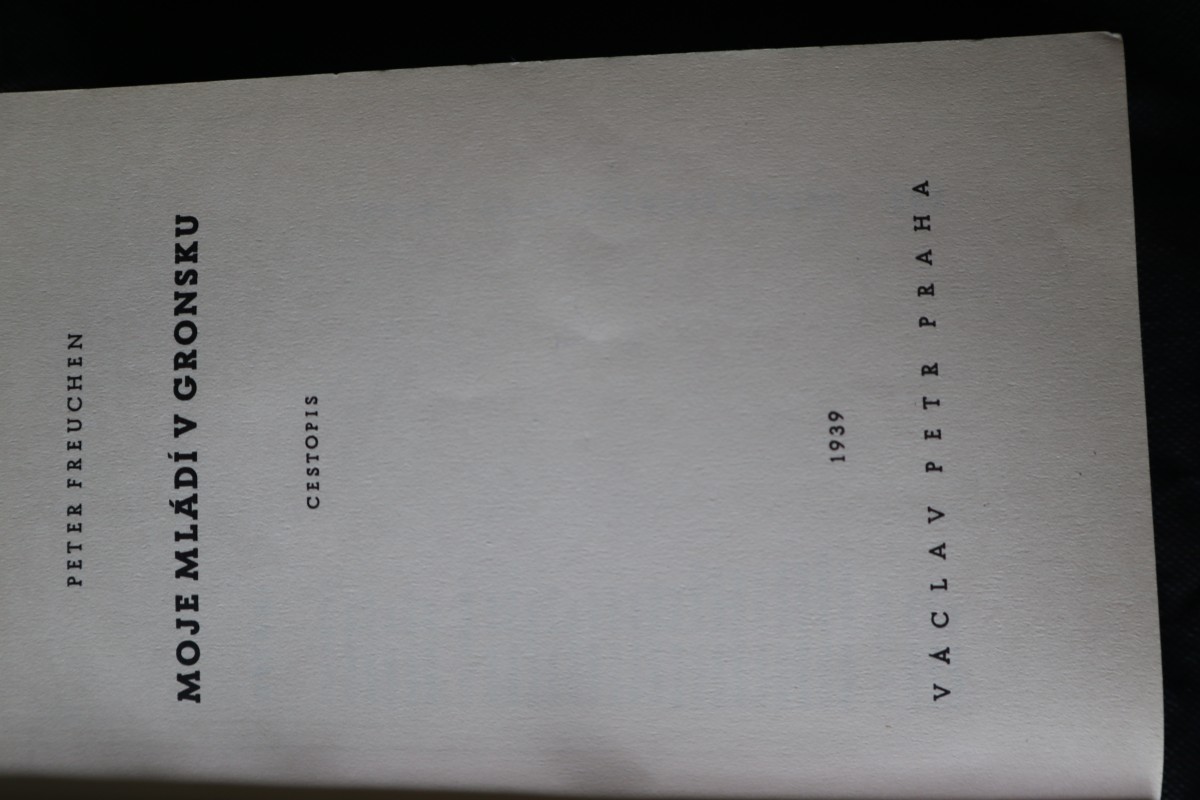 PETER FREUCHEN
MOJE MLÁDÍ V GRONSKU
CESTOPIS
1939
VÁCLAV PETR PRAHA